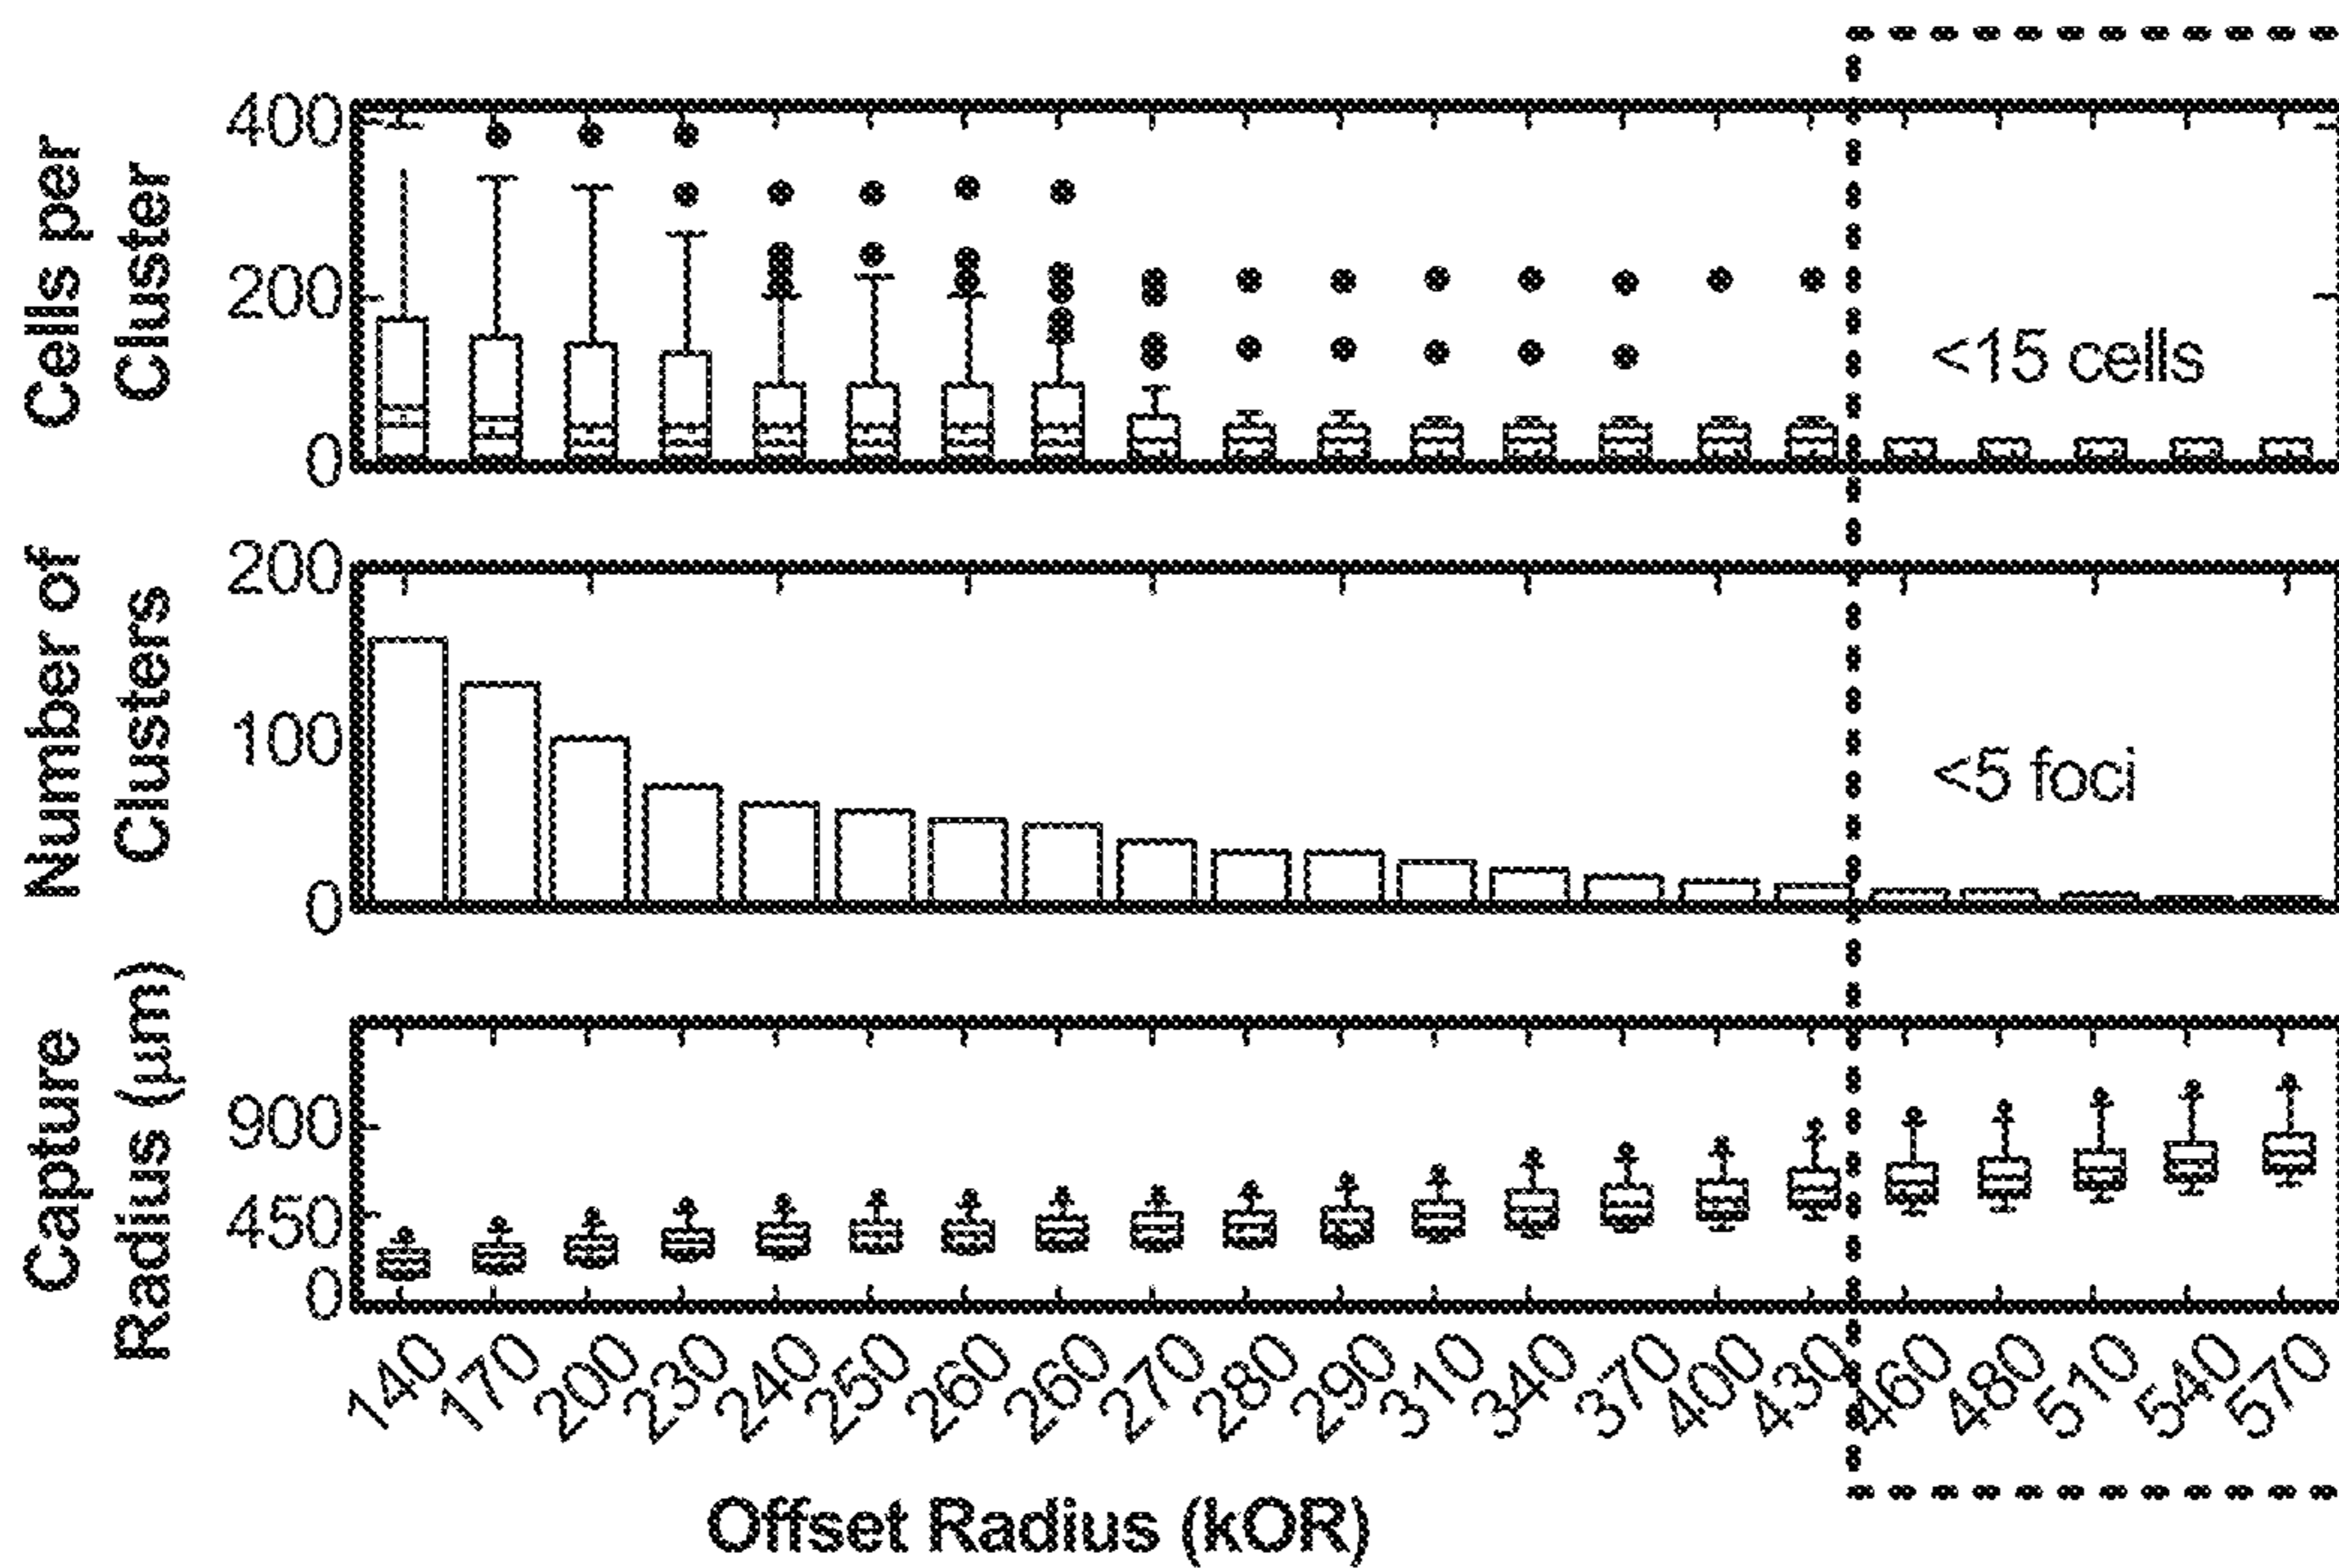 Cells per
Cluster
400
200
0
<15 cells
Number of
Clusters
200
100
0
<5 foci
Capture
Radius (µm)
900
450
0
140 170 200 230 240 250 260 260 270 280 290 310 340 370 400 430 460 480 510 540 570
Offset Radius (kOR)